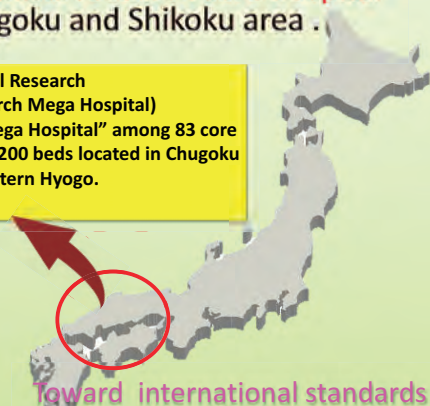 goku and Shikoku area .
l Research
rch Mega Hospital)
ega Hospital” among 83 core
200 beds located in Chugoku
tern Hyogo.
Toward international standards